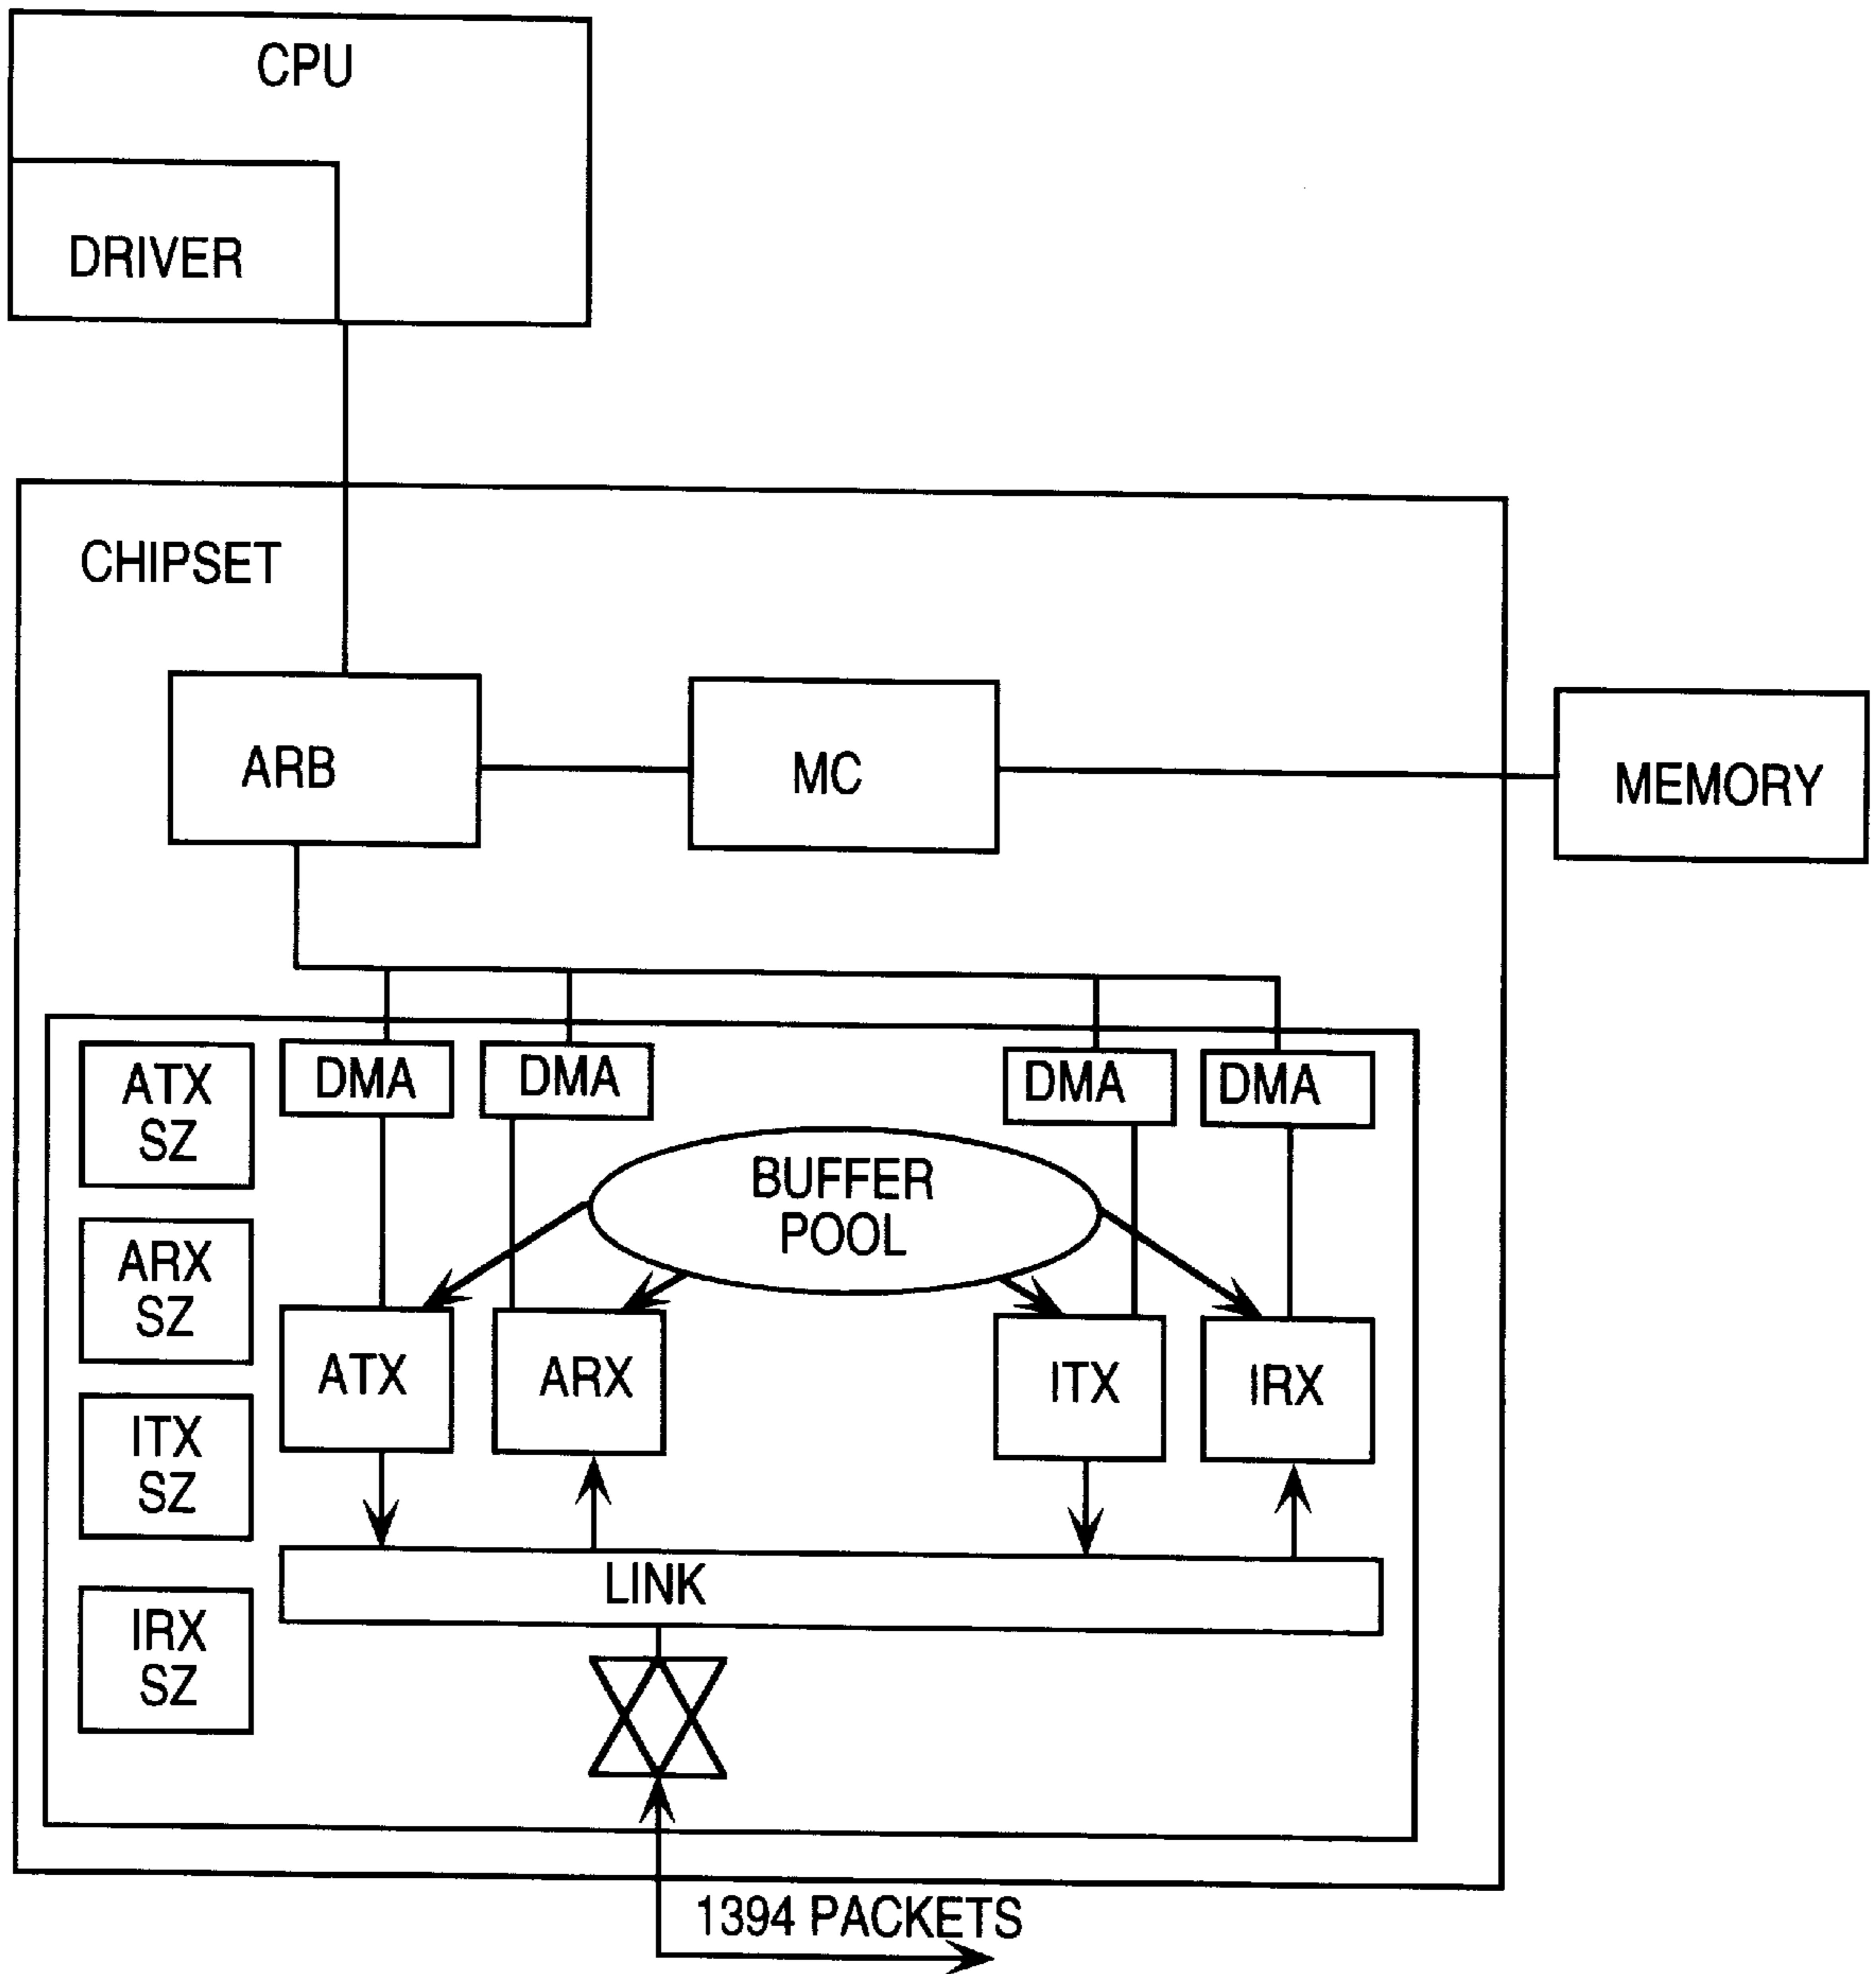 CPU
DRIVER
CHIPSET
ARB
MC
MEMORY
ATX
SZ
DMA
DMA
DMA
DMA
BUFFER
POOL
ARX
SZ
ATX
ARX
ITX
IRX
ITX
SZ
LINK
IRX
SZ
1394 PACKETS